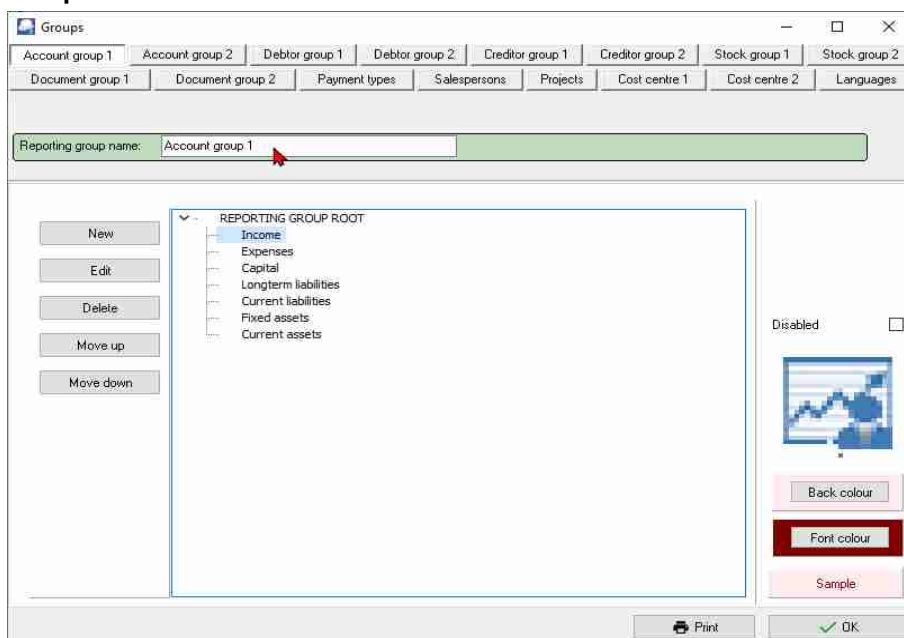 Groups
Account group 1 Account group 2 Debtor group 1 Debtor group 2 Creditor group 1 Creditor group 2 Stock group 1 Stock group 2
Document group 1 Document group 2 Payment types Salespersons Projects Cost centre 1 Cost centre 2 Languages
Reporting group name: Account group 1
REPORTING GROUP ROOT
New Income
Expenses
Edit Capital
Longterm liabilities
Current liabilities
Delete Fixed assets
Current assets
Disabled
Move up
Move down
Back colour
Font colour
Sample
Print OK